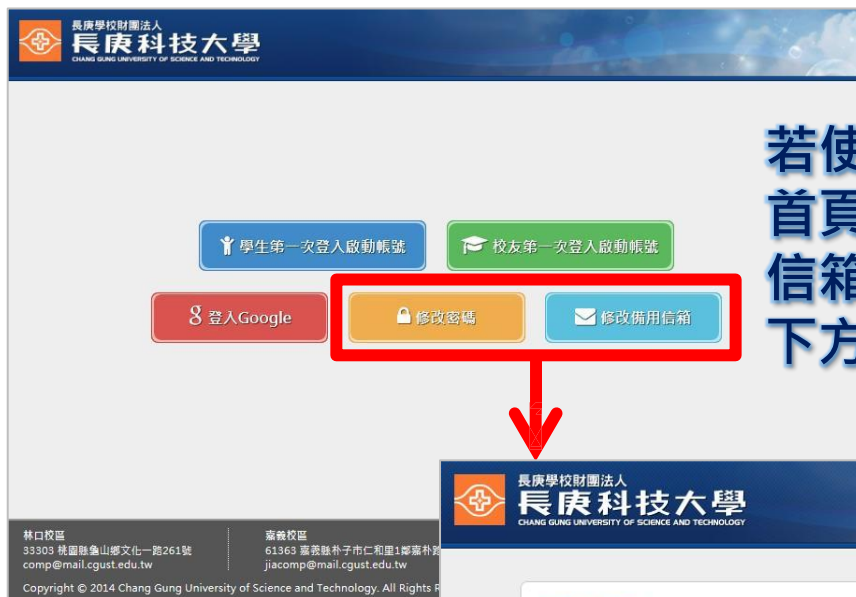 長庚學校財團法人
長庚科技大學
CHANG GUNG UNIVERSITY OF SCIENCE AND TECHNOLOGY
若使
首頁
信箱
下方
學生第一次登入啟動帳號
校友第一次登入啟動帳號
8 登入Google
修改密碼
修改備用信箱
長庚學校財團法人
長庚科技大學
CHANG GUNG UNIVERSITY OF SCIENCE AND TECHNOLOGY
林口校區
33303 桃園縣龜山鄉文化一路261號
comp@mail.cgust.edu.tw
嘉義校區
61363 嘉義縣朴子市仁和里1鄰嘉朴路
jiacomp@mail.cgust.edu.tw
Copyright © 2014 Chang Gung University of Science and Technology. All Rights